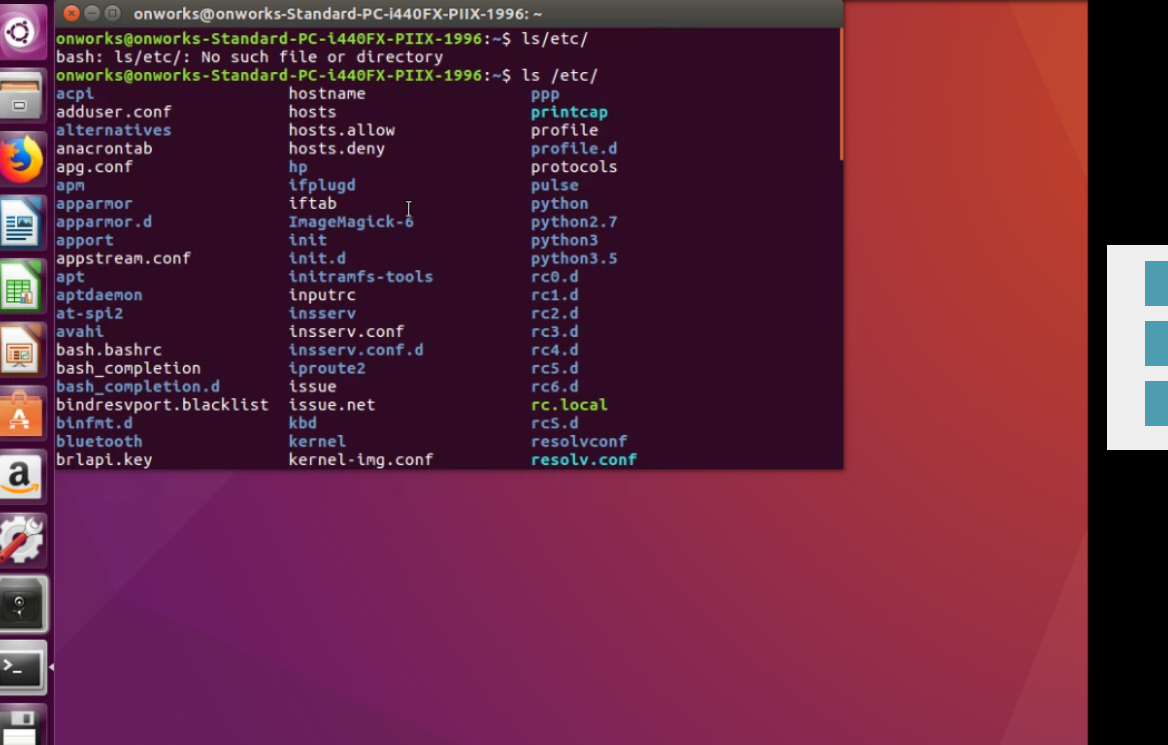 onworks@onworks-Standard-PC-i440FX-PIIX-1996: ~
onworks@onworks-Standard-PC-i440FX-PIIX-1996:~$ ls/etc/
bash: ls/etc/: No such file or directory
onworks@onworks-Standard-PC-i440FX-PIIX-1996:~$ ls /etc/
acpi hostname ppp
adduser.conf hosts printcap
alternatives hosts.allow profile
anacrontab hosts.deny profile.d
apg.conf hp protocols
apm ifplugd pulse
apparmor iftab python
apparmor.d ImageMagick-6 python2.7
apport init python3
appstream.conf init.d python3.5
apt initramfs-tools rc0.d
aptdaemon inputrc rc1.d
at-spi2 insserv rc2.d
avahi insserv.conf rc3.d
bash.bashrc insserv.conf.d rc4.d
bash_completion iproute2 rc5.d
bash_completion.d issue rc6.d
bindresvport.blacklist issue.net rc.local
binfmt.d kbd rcS.d
bluetooth kernel resolvconf
brlapi.key kernel-img.conf resolv.conf